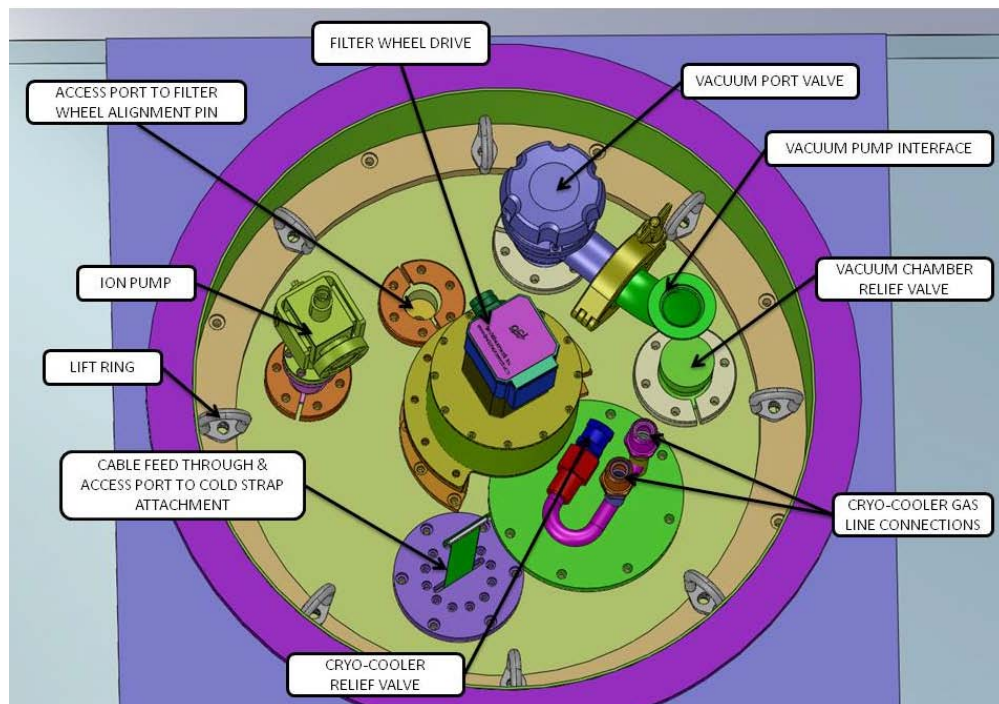 FILTER WHEEL DRIVE
ACCESS PORT TO FILTER
WHEEL ALIGNMENT PIN
VACUUM PORT VALVE
VACUUM PUMP INTERFACE
ION PUMP
VACUUM CHAMBER
RELIEF VALVE
LIFT RING
CABLE FEED THROUGH &
ACCESS PORT TO COLD STRAP
ATTACHMENT
CRYO-COOLER GAS
LINE CONNECTIONS
CRYO-COOLER
RELIEF VALVE